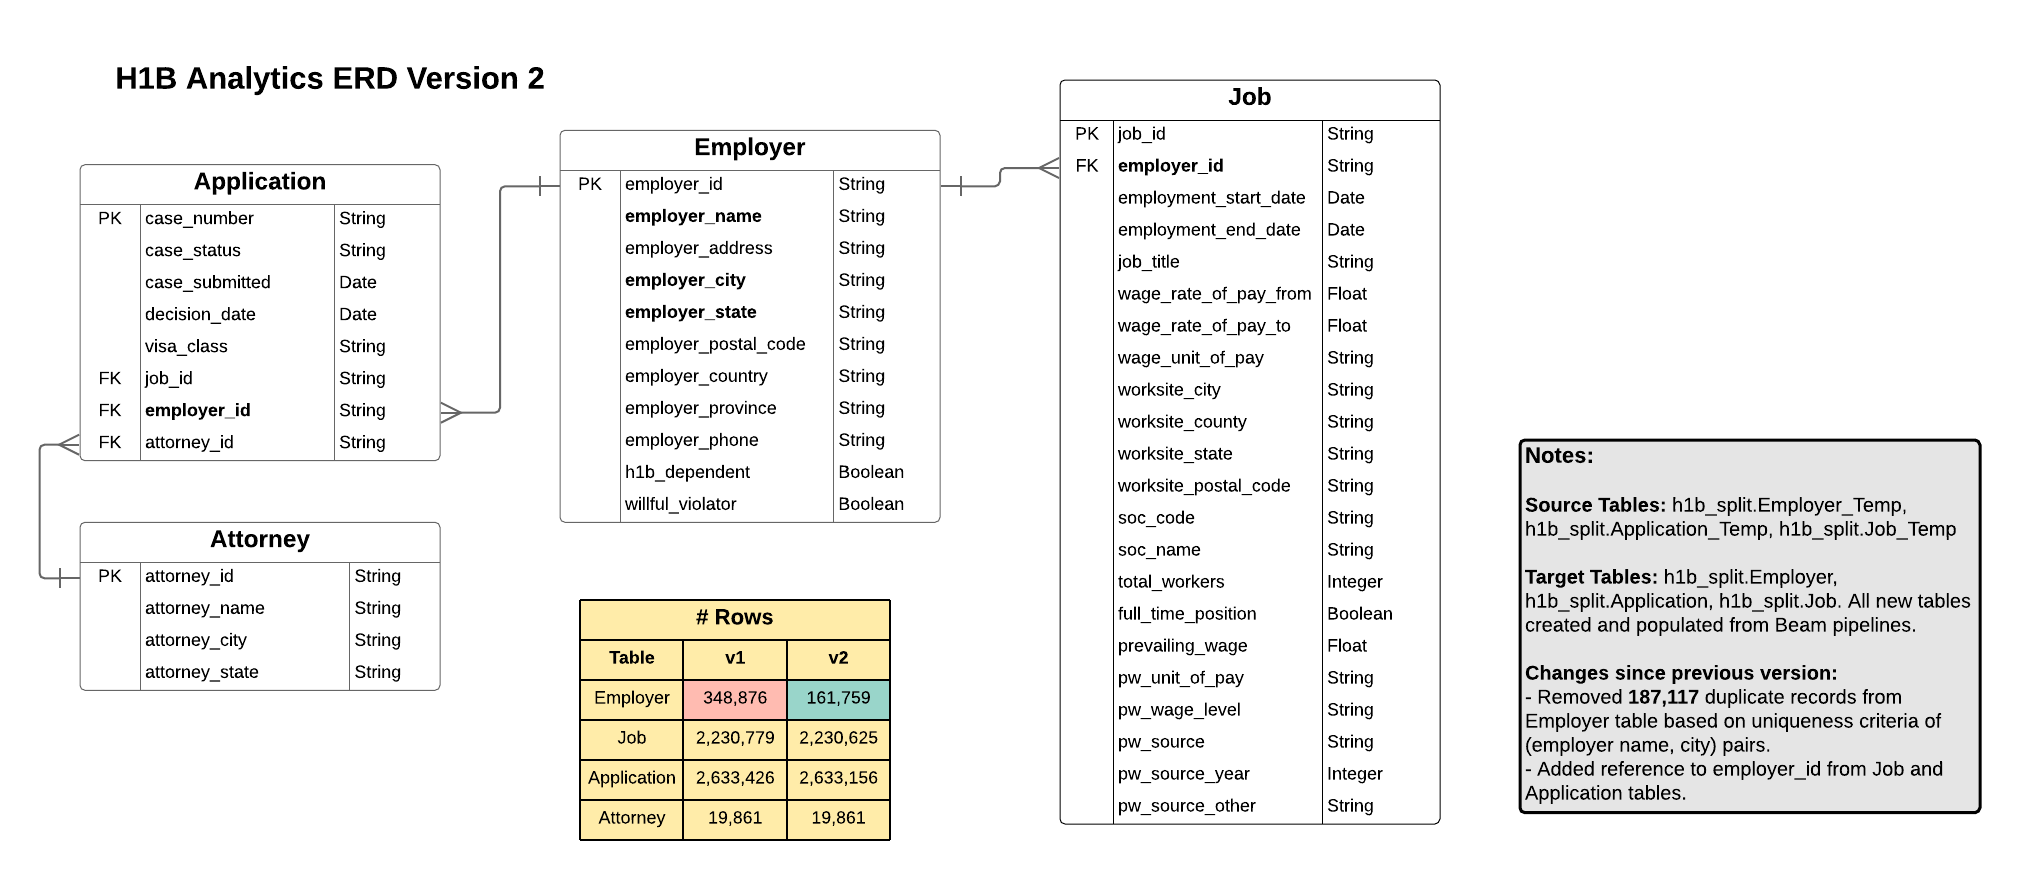 H1B Analytics ERD Version 2
Application
PK case_number String
case_status String
case_submitted Date
decision_date Date
visa_class String
FK job_id String
FK employer_id String
FK attorney_id String
Attorney
PK attorney_id String
attorney_name String
attorney_city String
attorney_state String
Employer
PK employer_id String
employer_name String
employer_address String
employer_city String
employer_state String
employer_postal_code String
employer_country String
employer_province String
employer_phone String
h1b_dependent Boolean
willful_violator Boolean
# Rows
Table v1 v2
Employer 348,876 161,759
Job 2,230,779 2,230,625
Application 2,633,426 2,633,156
Attorney 19,861 19,861
Job
PK job_id String
FK employer_id String
employment_start_date Date
employment_end_date Date
job_title String
wage_rate_of_pay_from Float
wage_rate_of_pay_to Float
wage_unit_of_pay String
worksite_city String
worksite_county String
worksite_state String
worksite_postal_code String
soc_code String
soc_name String
total_workers Integer
full_time_position Boolean
prevailing_wage Float
pw_unit_of_pay String
pw_wage_level String
pw_source String
pw_source_year Integer
pw_source_other String
Notes:
Source Tables: h1b_split.Employer_Temp,
h1b_split.Application_Temp, h1b_split.Job_Temp
Target Tables: h1b_split.Employer,
h1b_split.Application, h1b_split.Job. All new tables
created and populated from Beam pipelines.
Changes since previous version:
- Removed 187,117 duplicate records from
Employer table based on uniqueness criteria of
(employer name, city) pairs.
- Added reference to employer_id from Job and
Application tables.